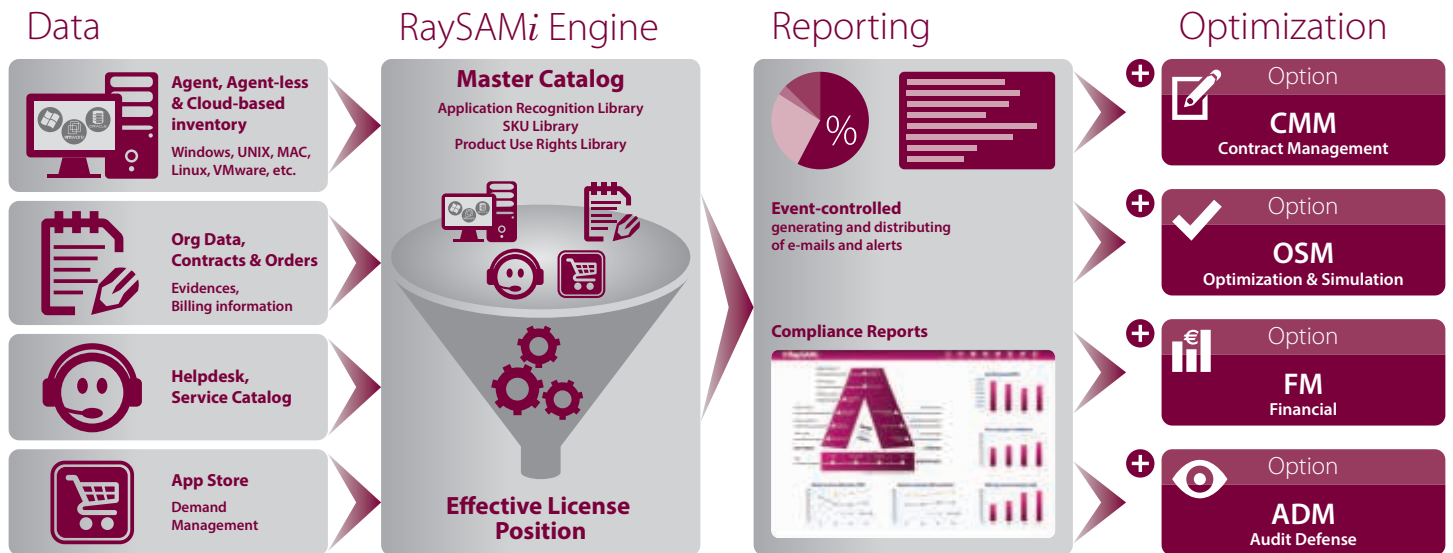 Data
Agent, Agent-less
& Cloud-based
inventory
Windows, UNIX, MAC,
Linux, VMware, etc.
Org Data,
Contracts & Orders
Evidences,
Billing information
Helpdesk,
Service Catalog
App Store
Demand
Management
RaySAMi Engine
Master Catalog
Application Recognition Library
SKU Library
Product Use Rights Library
Effective License
Position
Reporting
%
Event-controlled
generating and distributing
of e-mails and alerts
Compliance Reports
RaySAMi
Optimization
Option
CMM
Contract Management
Option
OSM
Optimization & Simulation
Option
€
FM
Financial
Option
ADM
Audit Defense